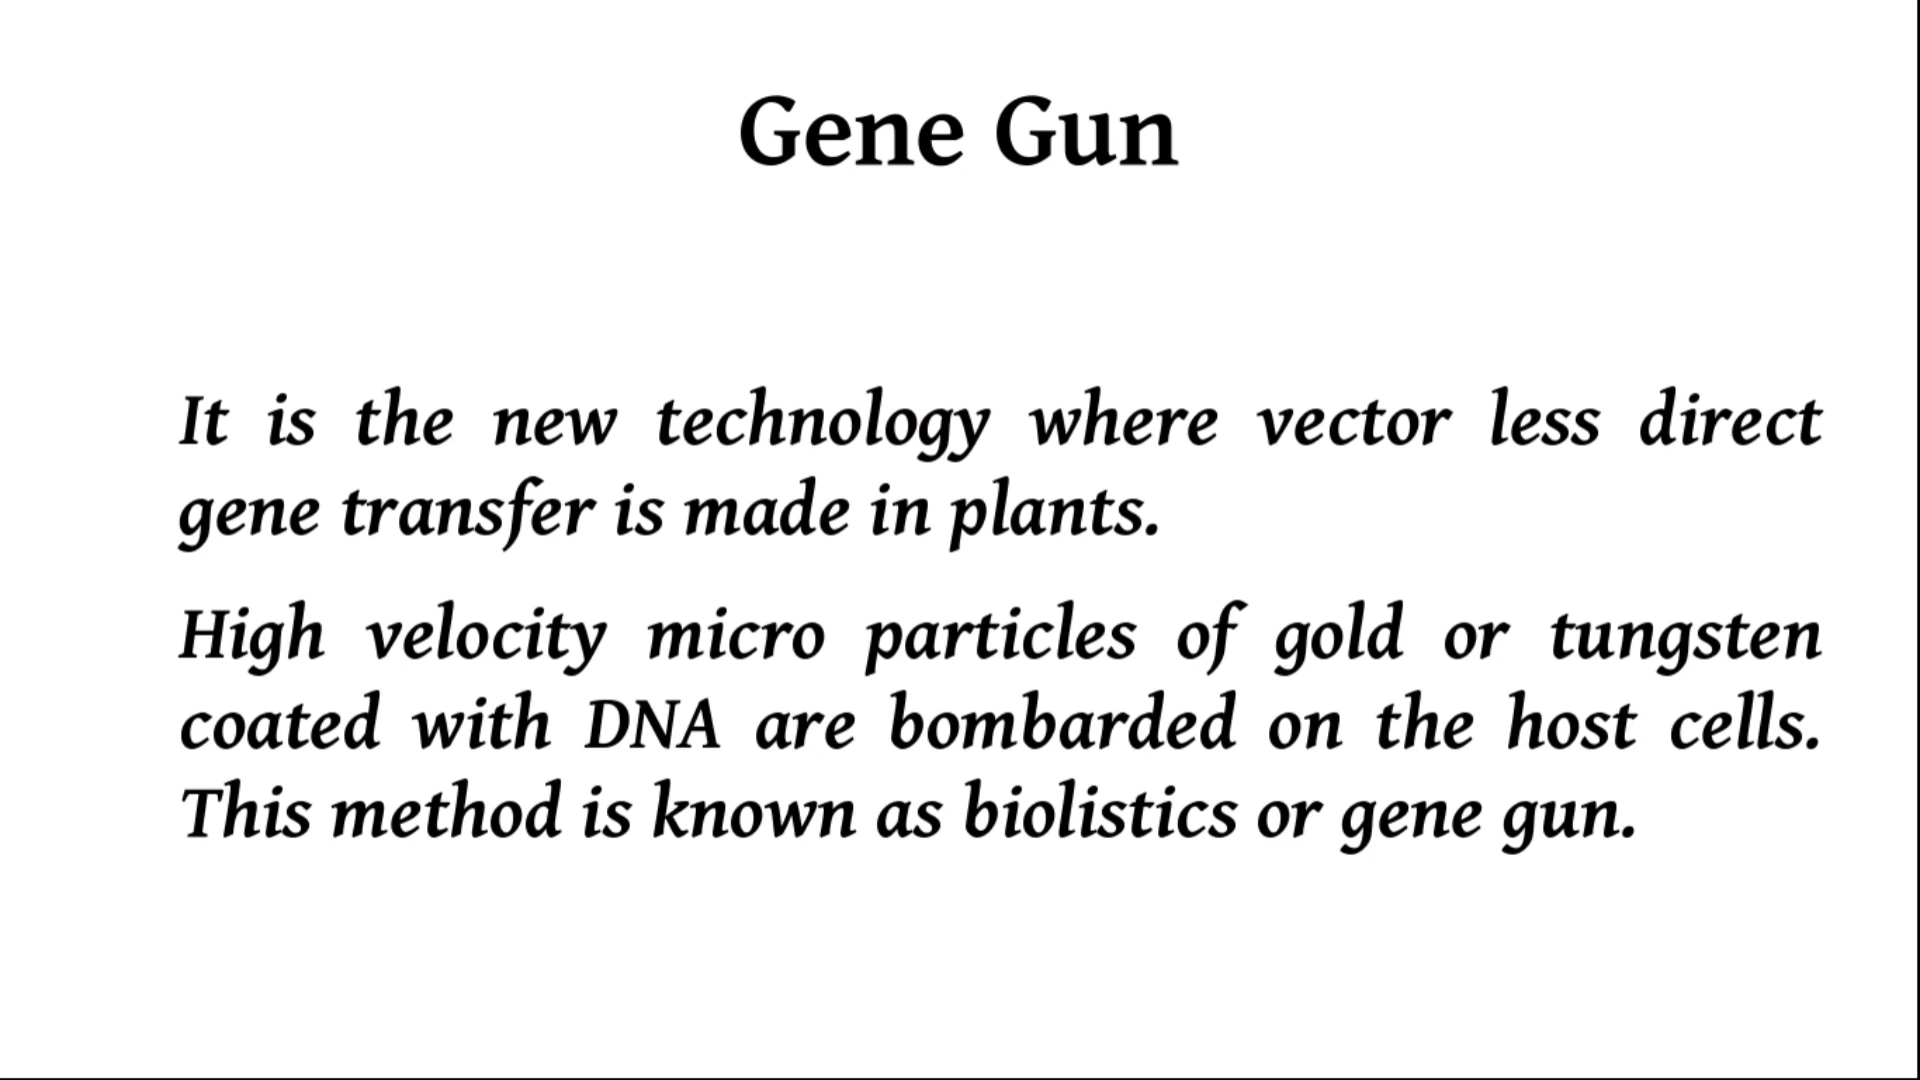 Gene Gun
It is the new technology where vector less direct
gene transfer is made in plants.
High velocity micro particles of gold or tungsten
coated with DNA are bombarded on the host cells.
This method is known as biolistics or gene gun.